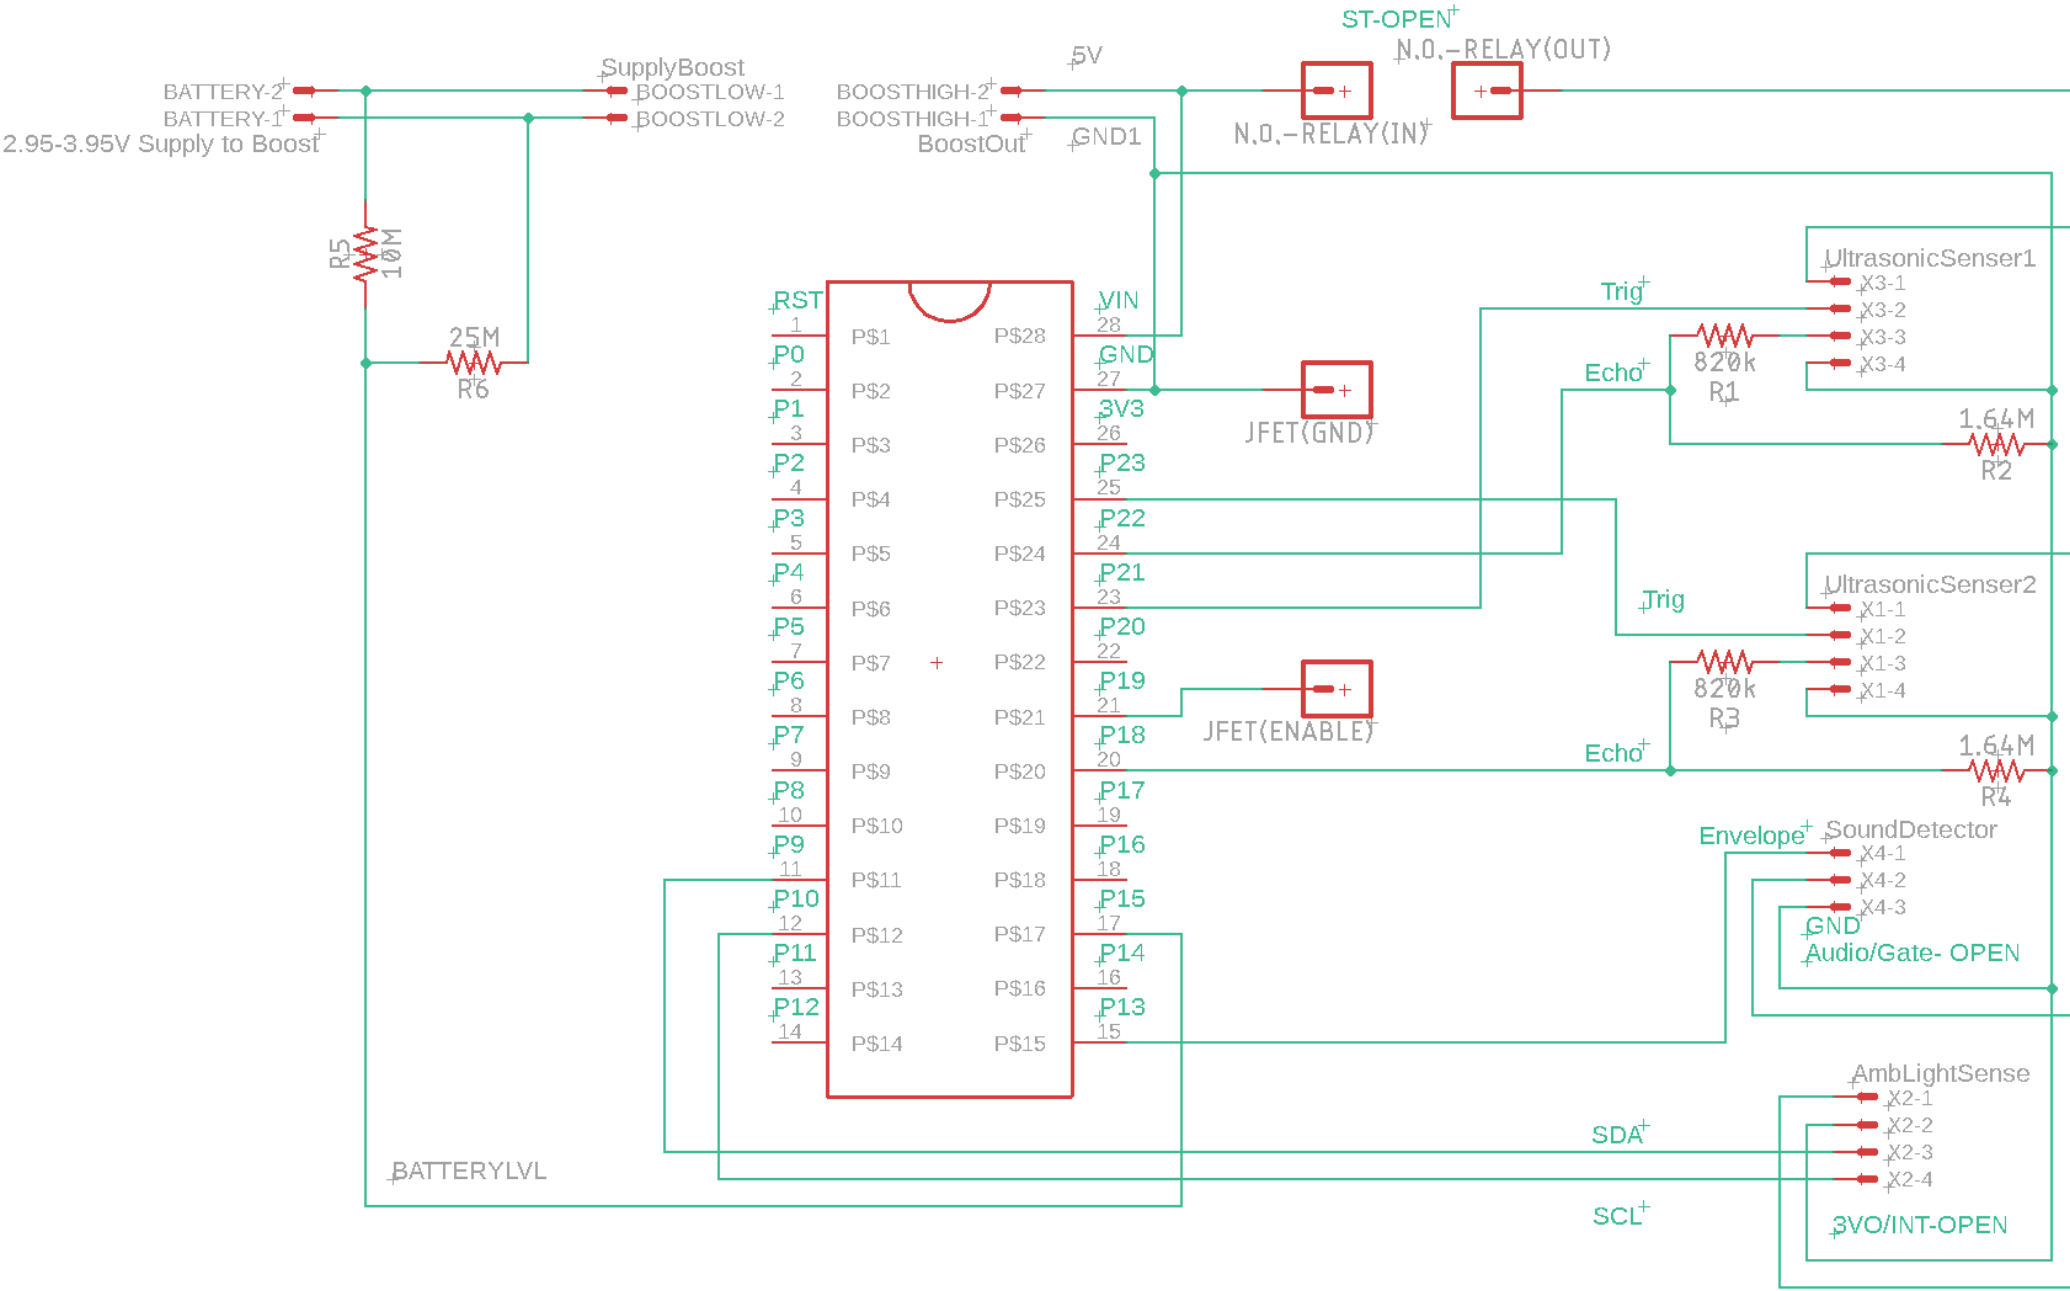 ST-OPEN
N.O.-RELAY(OUT)
5V
SupplyBoost
BATTERY-2
BOOSTLOW-1
BOOSTHIGH-2
BATTERY-1
BOOSTLOW-2
BOOSTHIGH-1
2.95-3.95V Supply to Boost
BoostOut
GND1
N.O.-RELAY(IN)
R5
10M
25M
R6
RST
1
P$1
P0
2
P$2
P1
3
P$3
P2
4
P$4
P3
5
P$5
P4
6
P$6
P5
7
P$7
P6
8
P$8
P7
9
P$9
P8
10
P$10
P9
11
P$11
P10
12
P$12
P11
13
P$13
P12
14
P$14
VIN
28
P$28
GND
27
P$27
3V3
26
P$26
P23
25
P$25
P22
24
P$24
P21
23
P$23
P20
22
P$22
P19
21
P$21
P18
20
P$20
P17
19
P$19
P16
18
P$18
P15
17
P$17
P14
16
P$16
P13
15
P$15
JFET(GND)
JFET(ENABLE)
UltrasonicSenser1
X3-1
Trig
X3-2
X3-3
820k
R1
Echo
X3-4
1.64M
R2
UltrasonicSenser2
X1-1
Trig
X1-2
X1-3
820k
R3
X1-4
Echo
1.64M
R4
SoundDetector
Envelope
X4-1
X4-2
X4-3
GND
Audio/Gate- OPEN
AmbLightSense
X2-1
X2-2
SDA
X2-3
X2-4
SCL
3VO/INT-OPEN
BATTERYLVL